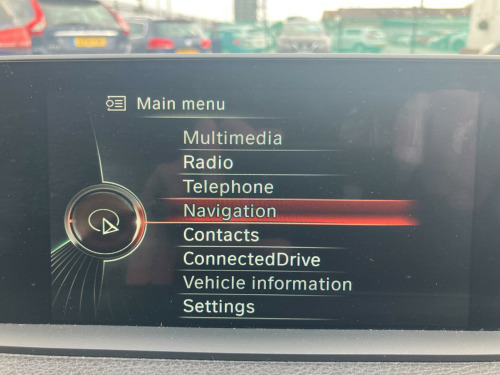 Main menu
Multimedia
Radio
Telephone
Navigation
Contacts
ConnectedDrive
Vehicle information
Settings